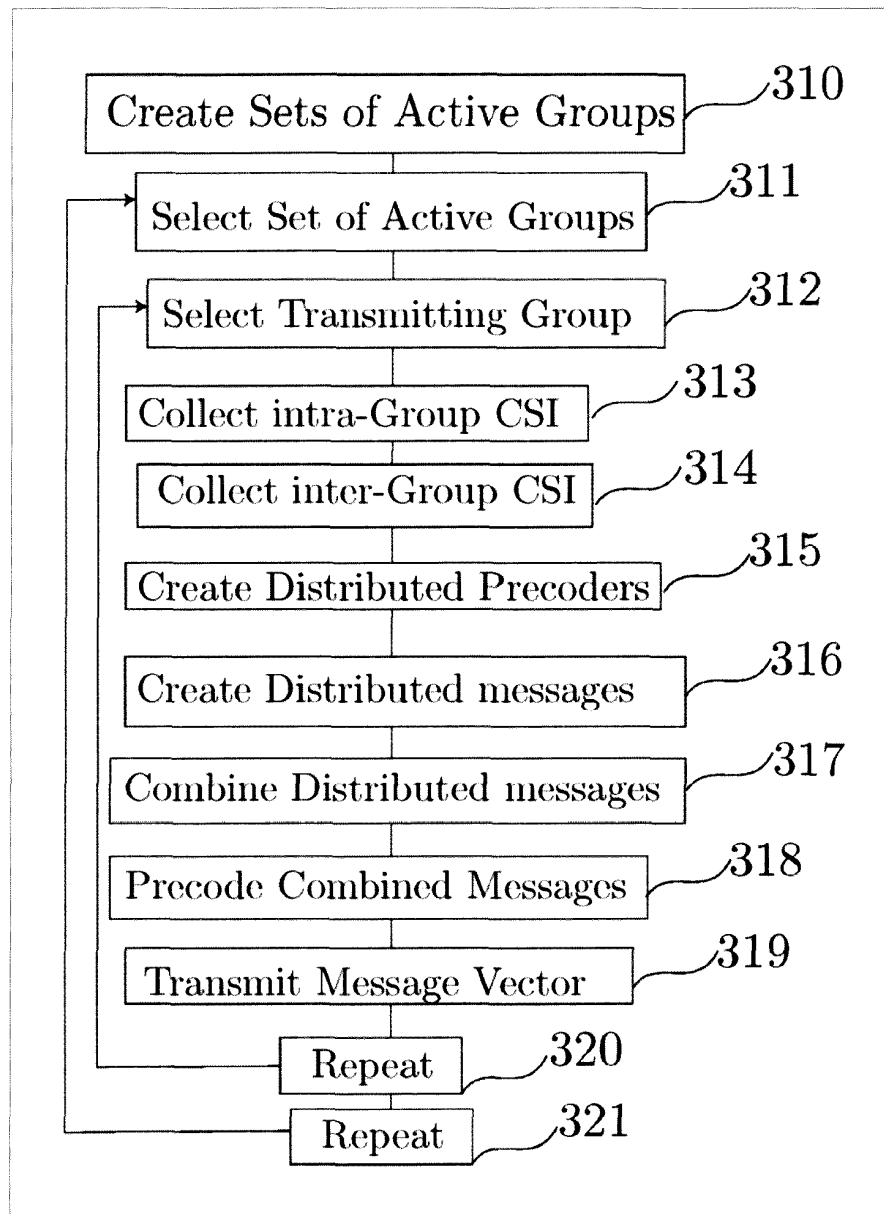 Create Sets of Active Groups 310
Select Set of Active Groups 311
Select Transmitting Group 312
Collect intra-Group CSI 313
Collect inter-Group CSI 314
Create Distributed Precoders 315
Create Distributed messages 316
Combine Distributed messages 317
Precode Combined Messages 318
Transmit Message Vector 319
Repeat 320
Repeat 321